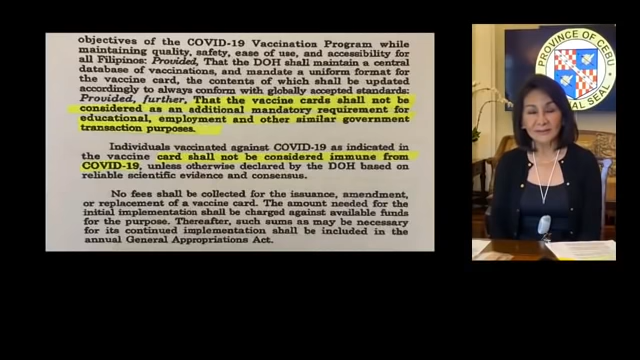 objectives of the COVID-19 Vaccination Program while
maintaining quality, safety, ease of use, and accessibility for
all Filipinos: Provided, That the DOH shall maintain a central
database of vaccinations, and mandate a uniform format for
the vaccine card, the contents of which shall be updated
accordingly to always conform with globally accepted standards:
Provided, further, That the vaccine cards shall not be
considered as an additional mandatory requirement for
educational, employment and other similar government
transaction purposes.
Individuals vaccinated against COVID-19 as indicated in
the vaccine card shall not be considered immune from
COVID-19, unless otherwise declared by the DOH based on
reliable scientific evidence and consensus.
No fees shall be collected for the issuance, amendment,
or replacement of a vaccine card. The amount needed for the
initial implementation shall be charged against available funds
for the purpose. Thereafter, such sums as may be necessary
for its continued implementation shall be included in the
annual General Appropriations Act.
PROVINCE OF CEBU
SEAL